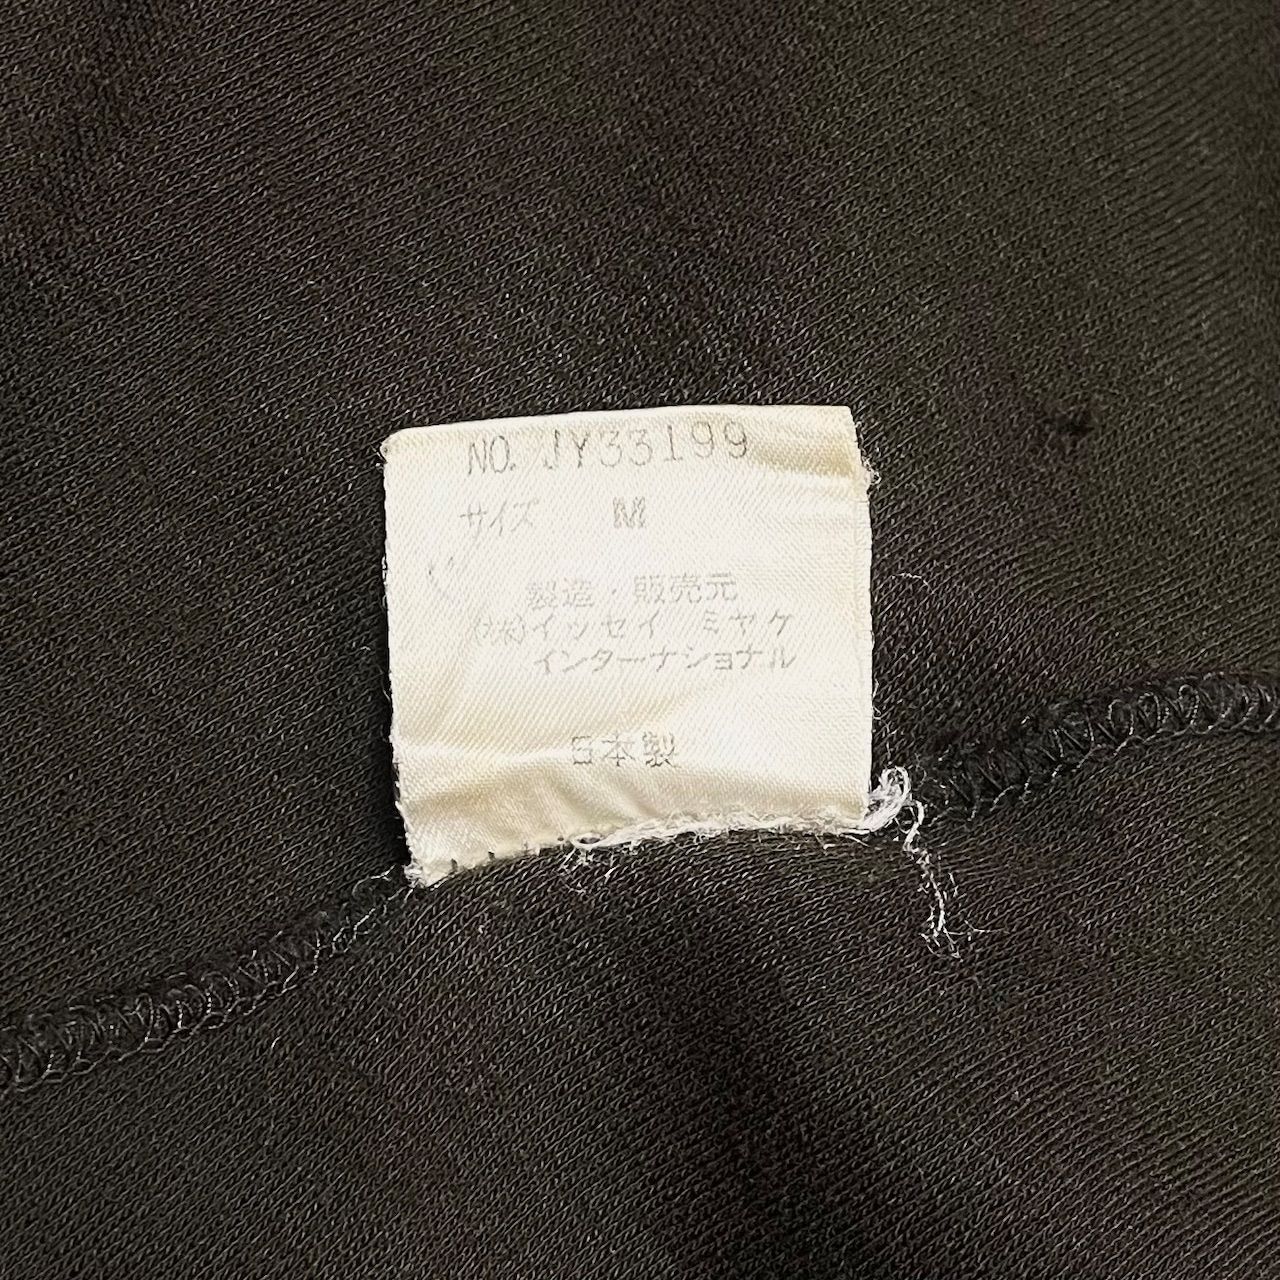 NO. JY33199
サイズ M
製造・販売元
(株)イッセイ ミヤケ
インターナショナル
日本製